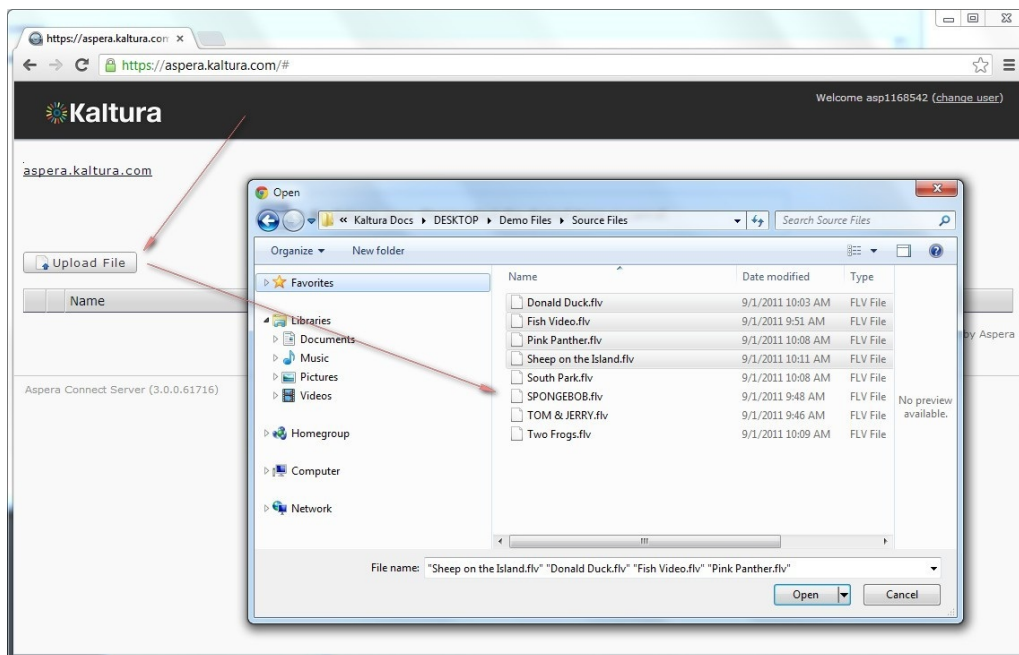 https://aspera.kaltura.com
https://aspera.kaltura.com/#
Kaltura
Welcome asp1168542 (change user)
aspera.kaltura.com
Upload File
Name
by Aspera
Aspera Connect Server (3.0.0.61716)
Open
« Kaltura Docs DESKTOP Demo Files Source Files
Search Source Files
Organize New folder
Favorites
Libraries
Documents
Music
Pictures
Videos
Homegroup
Computer
Network
Name Date modified Type
Donald Duck.flv 9/1/2011 10:03 AM FLV File
Fish Video.flv 9/1/2011 9:51 AM FLV File
Pink Panther.flv 9/1/2011 10:08 AM FLV File
Sheep on the Island.flv 9/1/2011 10:11 AM FLV File
South Park.flv 9/1/2011 10:08 AM FLV File
SPONGEBOB.flv 9/1/2011 9:48 AM FLV File
TOM & JERRY.flv 9/1/2011 9:46 AM FLV File
Two Frogs.flv 9/1/2011 10:09 AM FLV File
No preview
available.
File name: "Sheep on the Island.flv" "Donald Duck.flv" "Fish Video.flv" "Pink Panther.flv"
Open Cancel